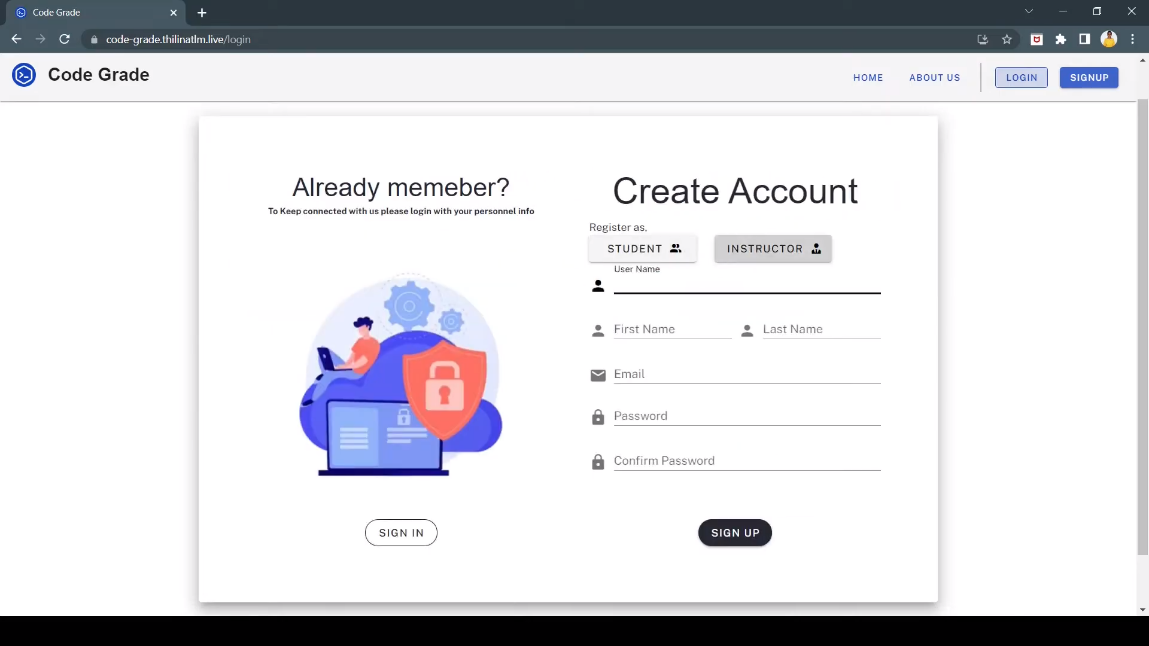 Code Grade
code-grade.thilinatlm.live/login
Code Grade
HOME
ABOUT US
LOGIN
SIGNUP
Already memeber?
To Keep connected with us please login with your personnel info
SIGN IN
Create Account
Register as,
STUDENT
INSTRUCTOR
User Name
First Name
Last Name
Email
Password
Confirm Password
SIGN UP